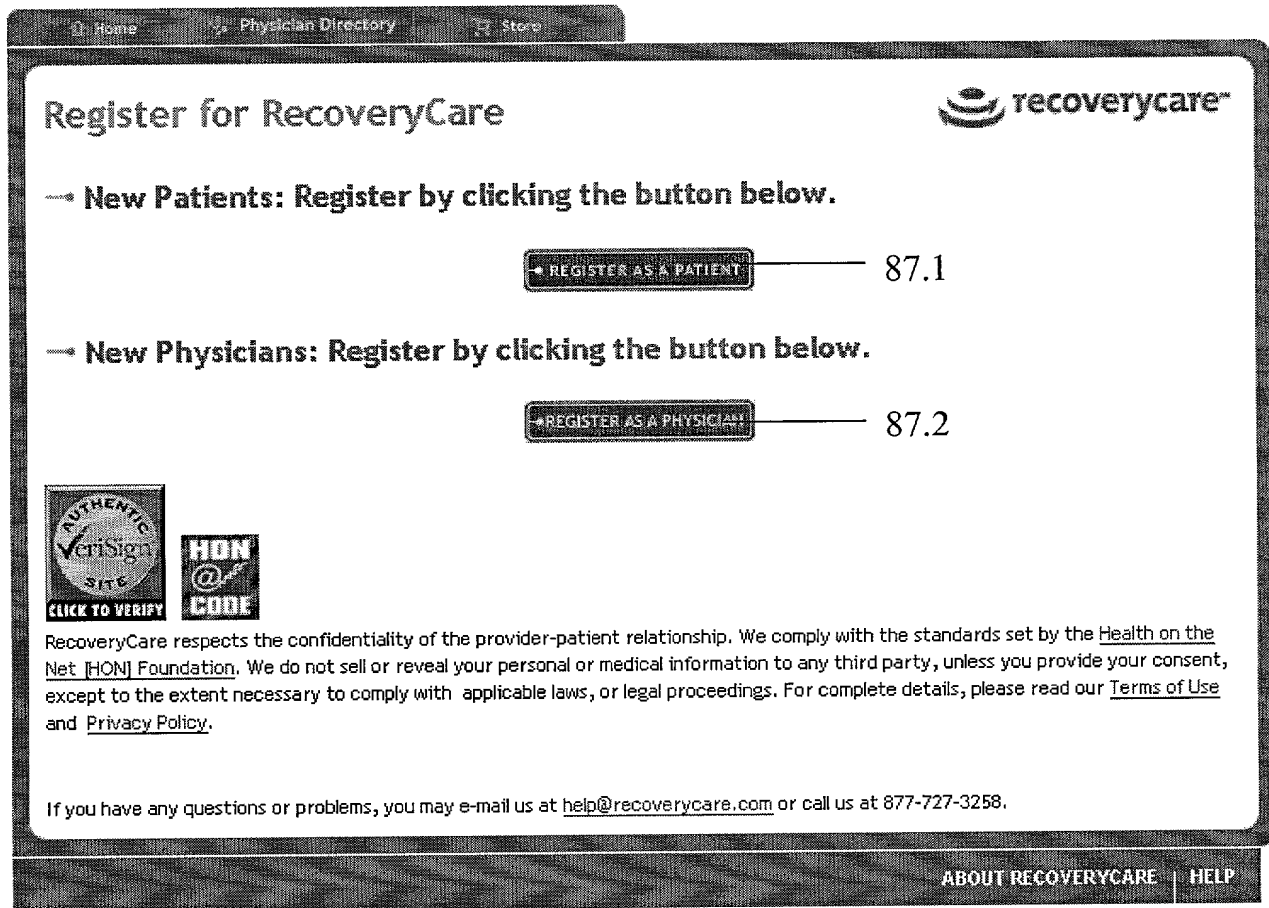 Home Physician Directory Store
Register for RecoveryCare
recoverycare™
New Patients: Register by clicking the button below.
REGISTER AS A PATIENT
87.1
New Physicians: Register by clicking the button below.
REGISTER AS A PHYSICIAN
87.2
AUTHENTIC
VeriSign
SITE
CLICK TO VERIFY
HON
@
CODE
RecoveryCare respects the confidentiality of the provider-patient relationship. We comply with the standards set by the Health on the
Net [HON] Foundation. We do not sell or reveal your personal or medical information to any third party, unless you provide your consent,
except to the extent necessary to comply with applicable laws, or legal proceedings. For complete details, please read our Terms of Use
and Privacy Policy.
If you have any questions or problems, you may e-mail us at help@recoverycare.com or call us at 877-727-3258.
ABOUT RECOVERYCARE | HELP